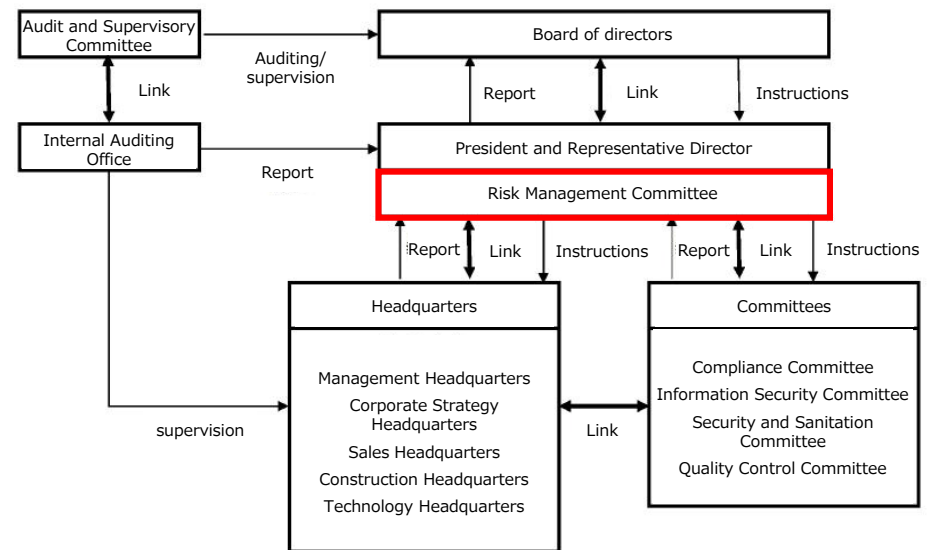 Audit and Supervisory
Committee
Board of directors
Auditing/
supervision
Link
Report
Link
Instructions
Internal Auditing
Office
President and Representative Director
Report
Risk Management Committee
Report
Link
Instructions
Report
Link
Instructions
Headquarters
Committees
Management Headquarters
Corporate Strategy
Headquarters
Sales Headquarters
Construction Headquarters
Technology Headquarters
Compliance Committee
Information Security Committee
Security and Sanitation
Committee
Quality Control Committee
supervision
Link